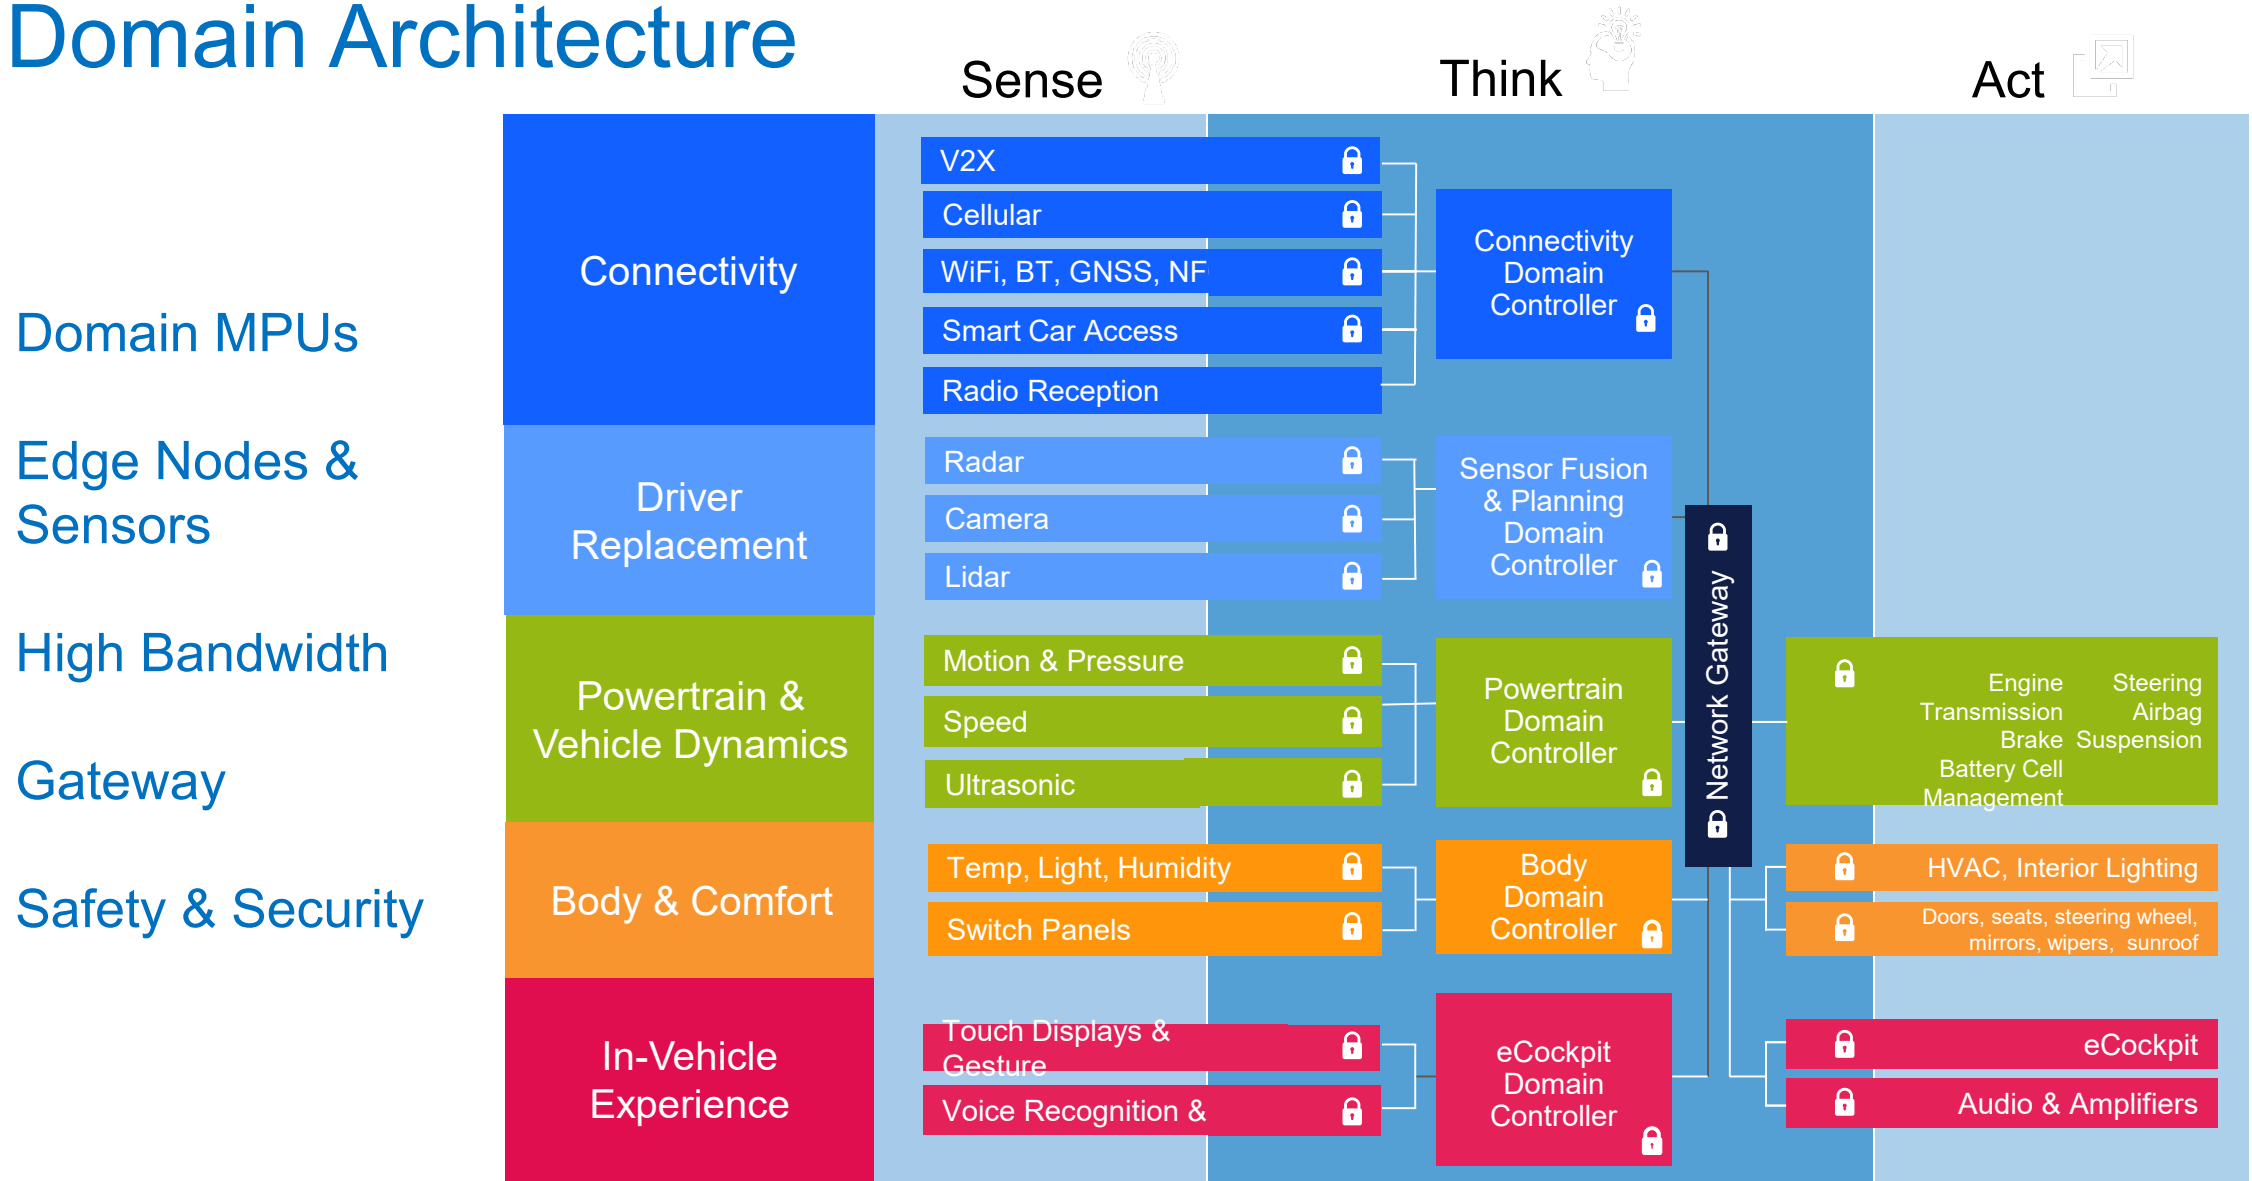 Domain Architecture
Sense
Think
Act
Domain MPUs
Edge Nodes &
Sensors
High Bandwidth
Gateway
Safety & Security
Connectivity
V2X
Cellular
WiFi, BT, GNSS, NF
Smart Car Access
Radio Reception
Connectivity
Domain
Controller
Driver
Replacement
Radar
Camera
Lidar
Sensor Fusion
& Planning
Domain
Controller
Network Gateway
Powertrain &
Vehicle Dynamics
Motion & Pressure
Speed
Ultrasonic
Powertrain
Domain
Controller
Engine
Transmission
Brake
Battery Cell
Management
Steering
Airbag
Suspension
Body & Comfort
Temp, Light, Humidity
Switch Panels
Body
Domain
Controller
HVAC, Interior Lighting
Doors, seats, steering wheel,
mirrors, wipers, sunroof
In-Vehicle
Experience
Touch Displays &
Gesture
Voice Recognition &
eCockpit
Domain
Controller
eCockpit
Audio & Amplifiers